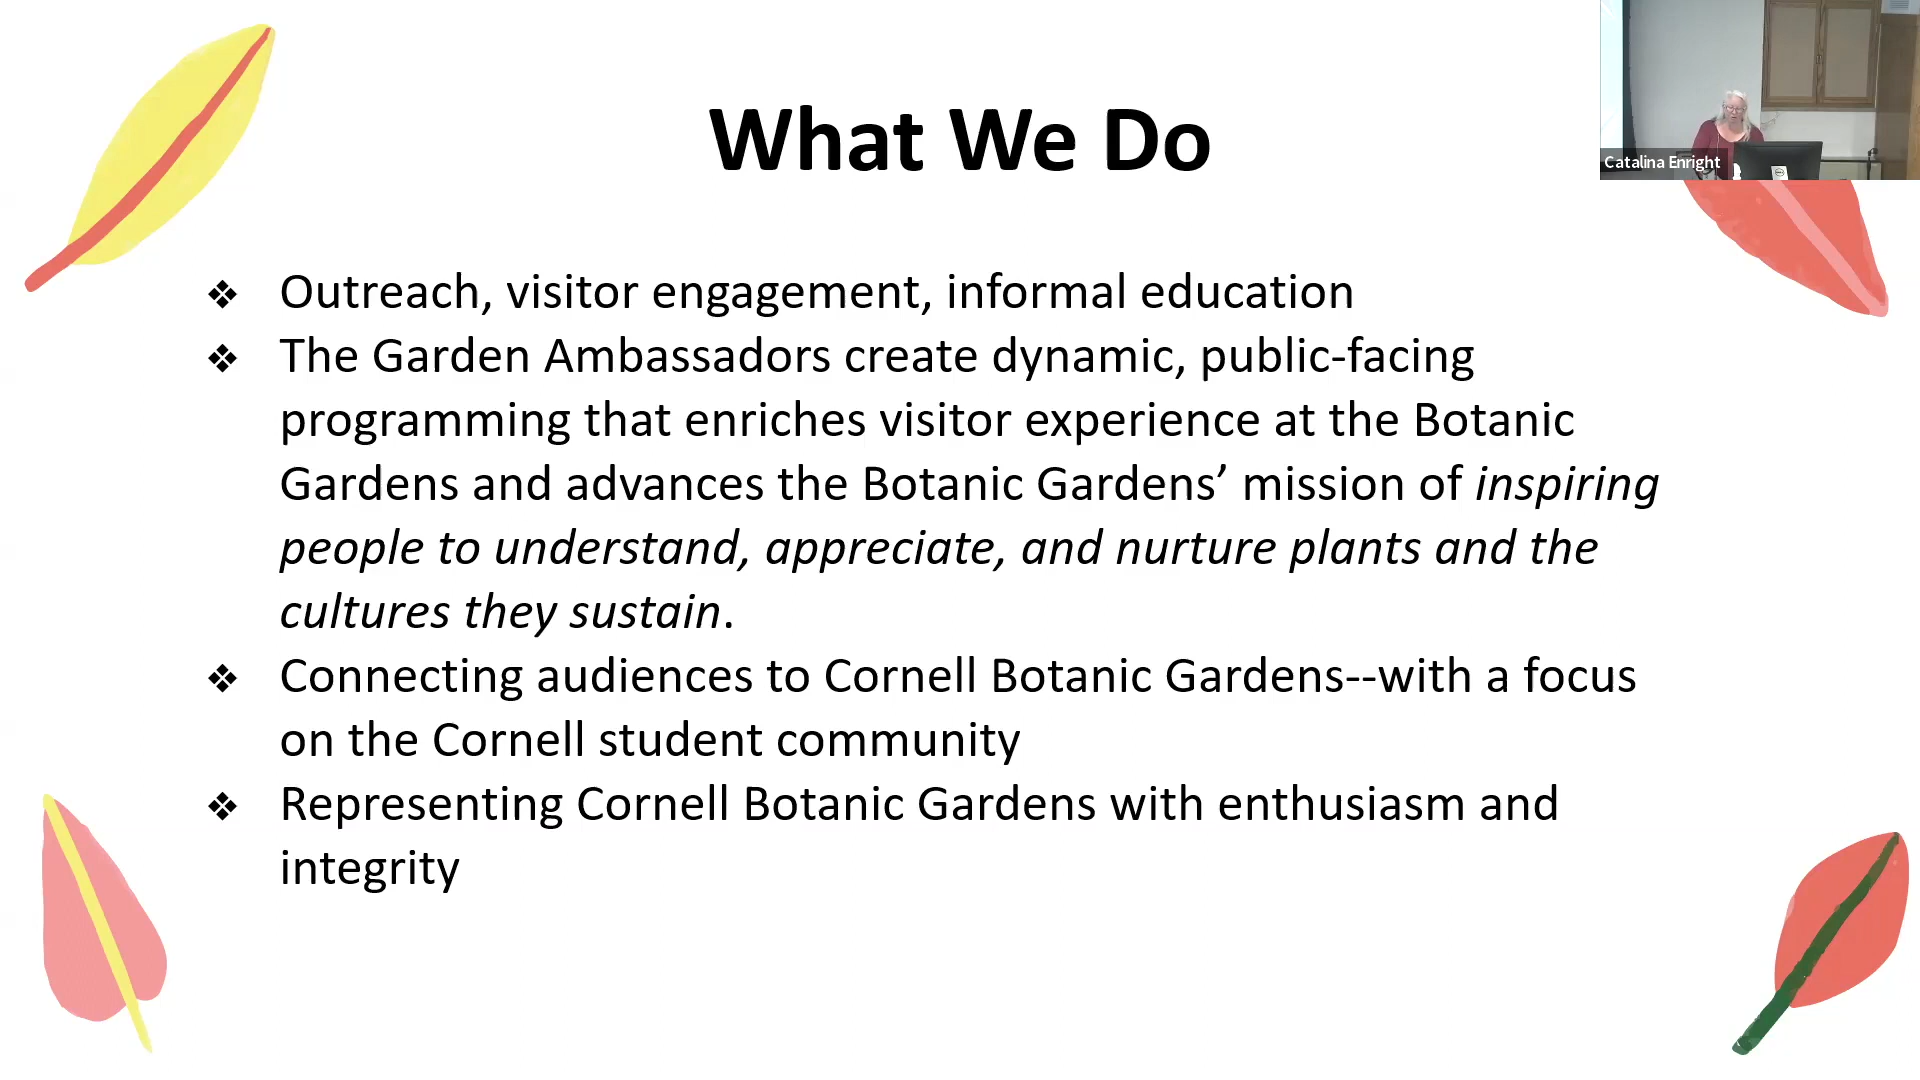 What We Do
Catalina Enright
❖ Outreach, visitor engagement, informal education
❖ The Garden Ambassadors create dynamic, public-facing
programming that enriches visitor experience at the Botanic
Gardens and advances the Botanic Gardens’ mission of inspiring
people to understand, appreciate, and nurture plants and the
cultures they sustain.
❖ Connecting audiences to Cornell Botanic Gardens--with a focus
on the Cornell student community
❖ Representing Cornell Botanic Gardens with enthusiasm and
integrity